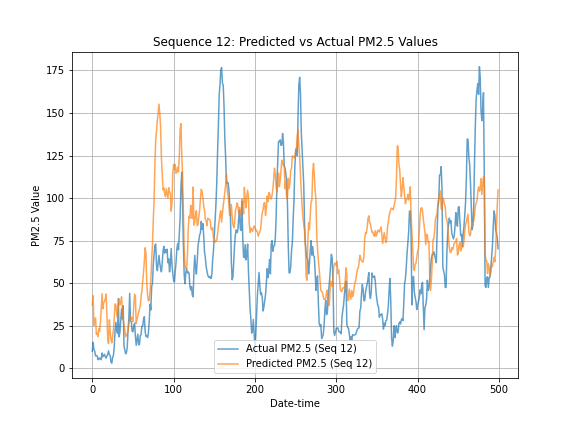 Sequence 12: Predicted vs Actual PM2.5 Values
175
150
125
100
75
50
25
0
PM2.5 Value
0 100 200 300 400 500
Date-time
Actual PM2.5 (Seq 12)
Predicted PM2.5 (Seq 12)